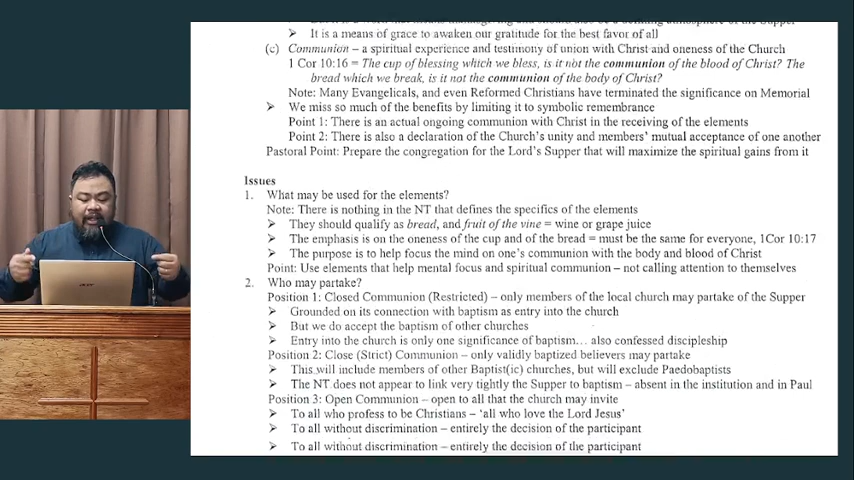 It is a means of grace to awaken our gratitude for the best favor of all
(c) Communion – a spiritual experience and testimony of union with Christ and oneness of the Church
1 Cor 10:16 = The cup of blessing which we bless, is it not the communion of the blood of Christ? The
bread which we break, is it not the communion of the body of Christ?
Note: Many Evangelicals, and even Reformed Christians have terminated the significance on Memorial
➤ We miss so much of the benefits by limiting it to symbolic remembrance
Point 1: There is an actual ongoing communion with Christ in the receiving of the elements
Point 2: There is also a declaration of the Church's unity and members' mutual acceptance of one another
Pastoral Point: Prepare the congregation for the Lord's Supper that will maximize the spiritual gains from it
Issues
1. What may be used for the elements?
Note: There is nothing in the NT that defines the specifics of the elements
➤ They should qualify as bread, and fruit of the vine = wine or grape juice
➤ The emphasis is on the oneness of the cup and of the bread = must be the same for everyone, 1Cor 10:17
➤ The purpose is to help focus the mind on one's communion with the body and blood of Christ
Point: Use elements that help mental focus and spiritual communion – not calling attention to themselves
2. Who may partake?
Position 1: Closed Communion (Restricted) – only members of the local church may partake of the Supper
➤ Grounded on its connection with baptism as entry into the church
➤ But we do accept the baptism of other churches
➤ Entry into the church is only one significance of baptism… also confessed discipleship
Position 2: Close (Strict) Communion – only validly baptized believers may partake
➤ This will include members of other Baptist(ic) churches, but will exclude Paedobaptists
➤ The NT does not appear to link very tightly the Supper to baptism – absent in the institution and in Paul
Position 3: Open Communion – open to all that the church may invite
➤ To all who profess to be Christians – 'all who love the Lord Jesus'
➤ To all without discrimination – entirely the decision of the participant
➤ To all without discrimination – entirely the decision of the participant
acer